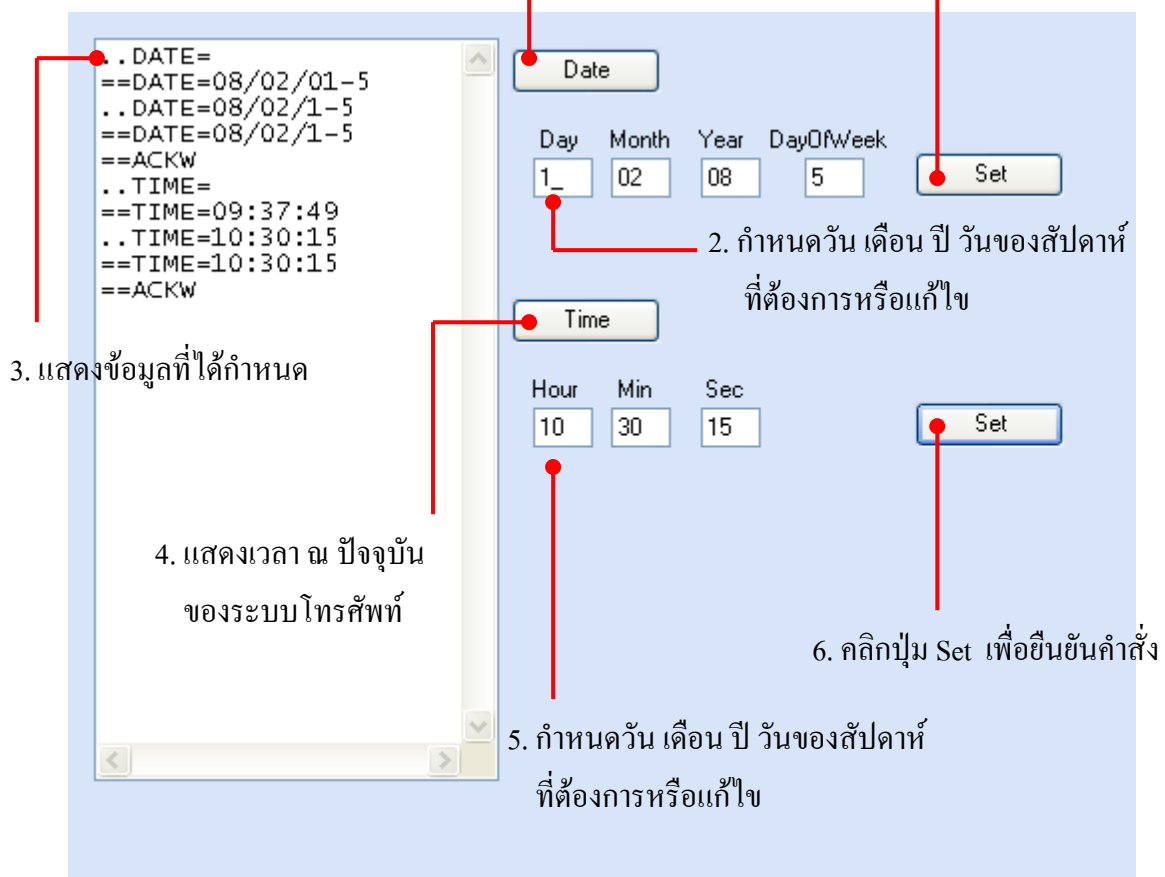 ..DATE=
==DATE=08/02/01-5
..DATE=08/02/1-5
==DATE=08/02/1-5
==ACKW
..TIME=
==TIME=09:37:49
..TIME=10:30:15
==TIME=10:30:15
==ACKW
Date
Day Month Year DayOfWeek
1_ 02 08 5 Set
2. กำหนดวัน เดือน ปี วันของสัปดาห์
ที่ต้องการหรือแก้ไข
Time
3. แสดงข้อมูลที่ได้กำหนด
Hour Min Sec
10 30 15 Set
4. แสดงเวลา ณ ปัจจุบัน
ของระบบโทรศัพท์
6. คลิกปุ่ม Set เพื่อยืนยันคำสั่ง
5. กำหนดวัน เดือน ปี วันของสัปดาห์
ที่ต้องการหรือแก้ไข